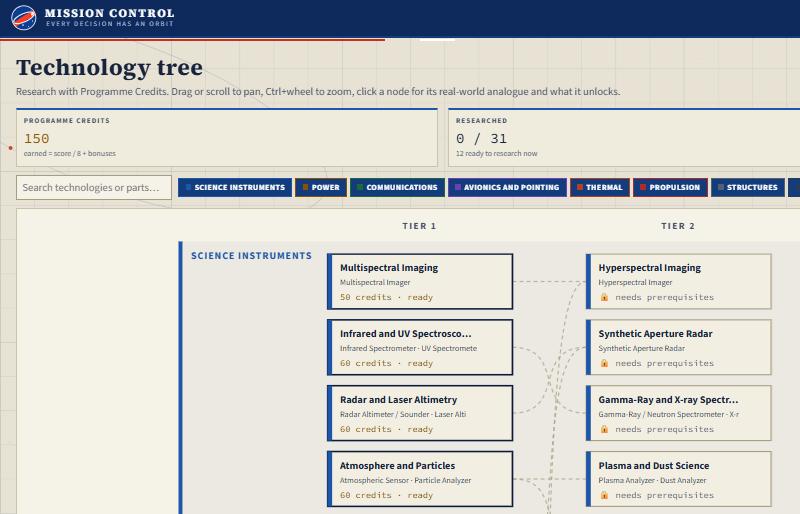 MISSION CONTROL
EVERY DECISION HAS AN ORBIT
Technology tree
Research with Programme Credits. Drag or scroll to pan, Ctrl+wheel to zoom, click a node for its real-world analogue and what it unlocks.
PROGRAMME CREDITS
150
earned = score / 8 + bonuses
RESEARCHED
0 / 31
12 ready to research now
Search technologies or parts…
SCIENCE INSTRUMENTS
POWER
COMMUNICATIONS
AVIONICS AND POINTING
THERMAL
PROPULSION
STRUCTURES
TIER 1
TIER 2
SCIENCE INSTRUMENTS
Multispectral Imaging
Multispectral Imager
50 credits · ready
Hyperspectral Imaging
Hyperspectral Imager
needs prerequisites
Infrared and UV Spectrosco…
Infrared Spectrometer · UV Spectromete
60 credits · ready
Synthetic Aperture Radar
Synthetic Aperture Radar
needs prerequisites
Radar and Laser Altimetry
Radar Altimeter / Sounder · Laser Alti
60 credits · ready
Gamma-Ray and X-ray Spectr…
Gamma-Ray / Neutron Spectrometer · X-r
needs prerequisites
Atmosphere and Particles
Atmospheric Sensor · Particle Analyzer
60 credits · ready
Plasma and Dust Science
Plasma Analyzer · Dust Analyzer
needs prerequisites